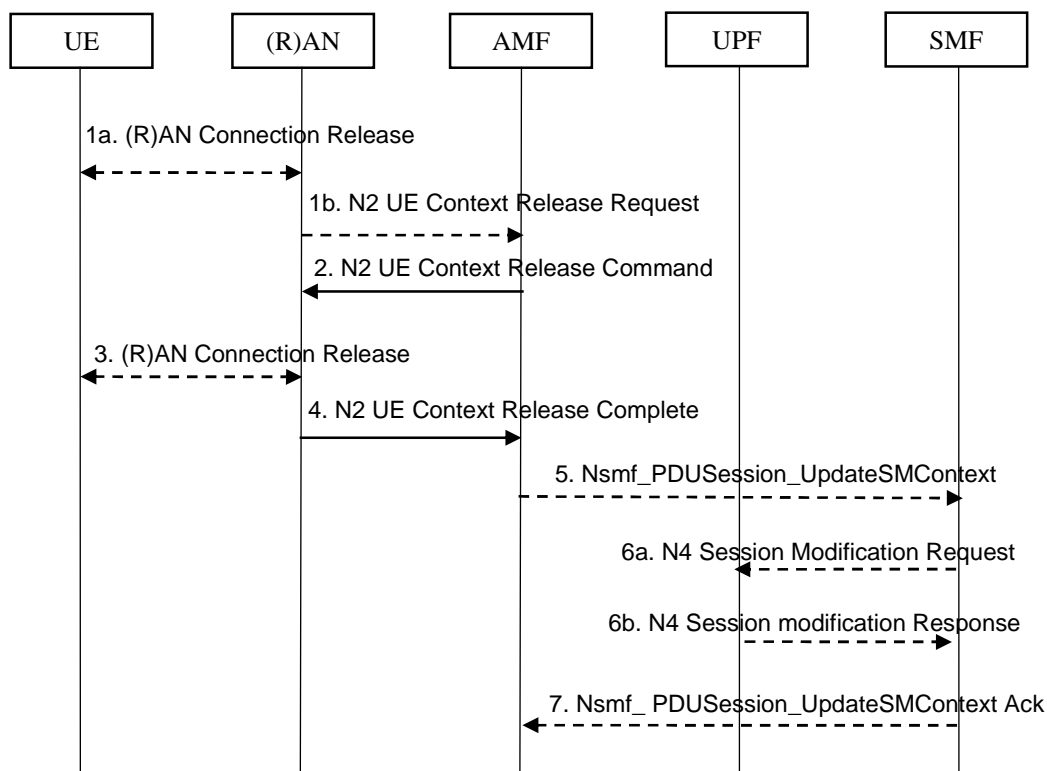 UE
(R)AN
AMF
UPF
SMF
1a. (R)AN Connection Release
1b. N2 UE Context Release Request
2. N2 UE Context Release Command
3. (R)AN Connection Release
4. N2 UE Context Release Complete
5. Nsmf_PDUSession_UpdateSMContext
6a. N4 Session Modification Request
6b. N4 Session modification Response
7. Nsmf_ PDUSession_UpdateSMContext Ack